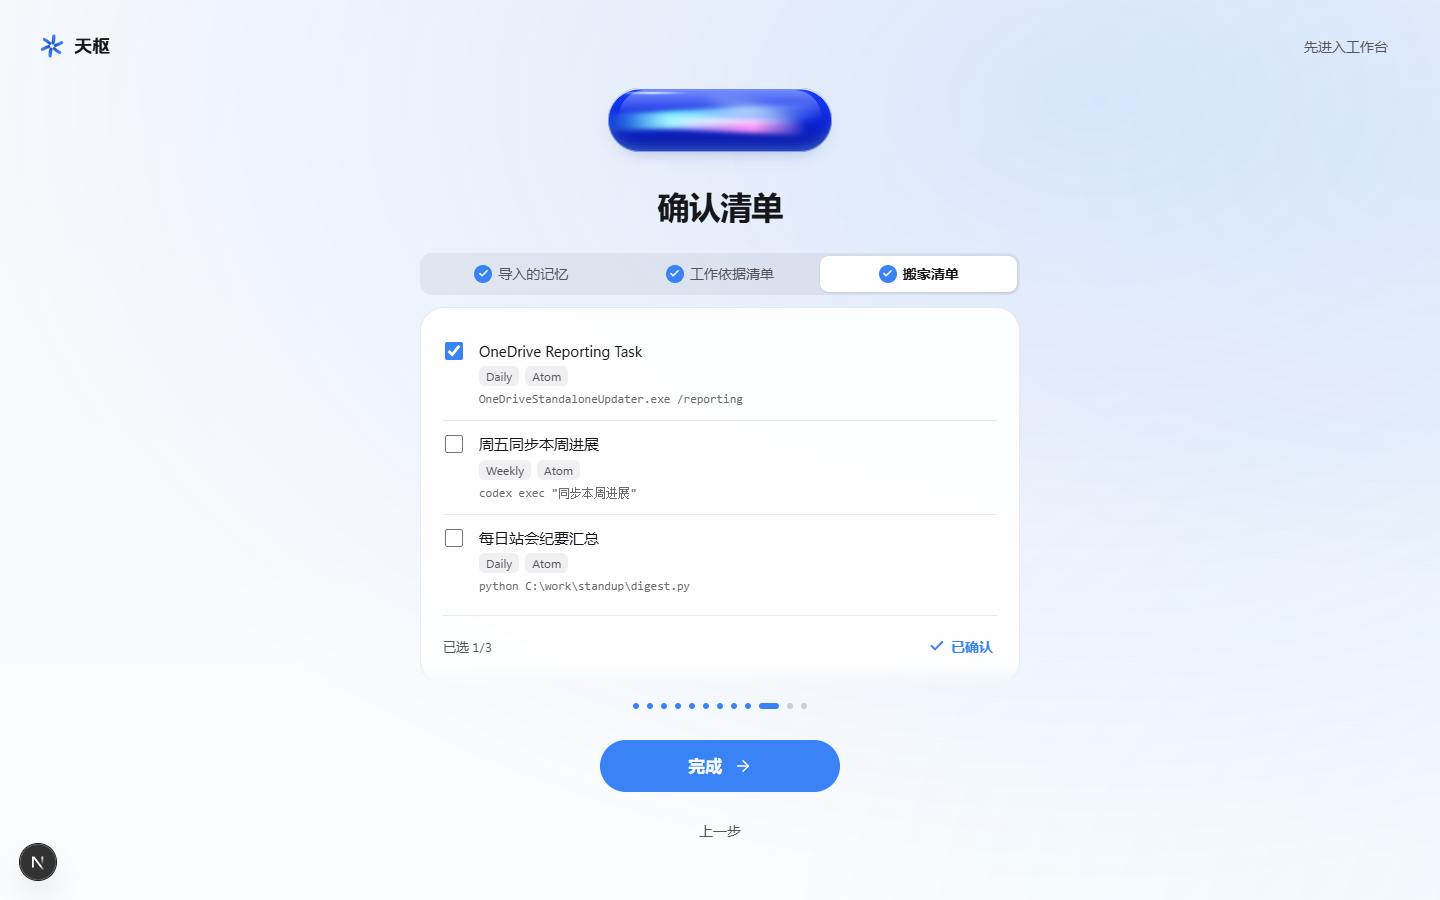 天枢
先进入工作台
确认清单
导入的记忆
工作依据清单
搬家清单
OneDrive Reporting Task
Daily Atom
OneDriveStandaloneUpdater.exe /reporting
周五同步本周进展
Weekly Atom
codex exec "同步本周进展"
每日站会纪要汇总
Daily Atom
python C:\work\standup\digest.py
已选 1/3
已确认
完成
上一步
N